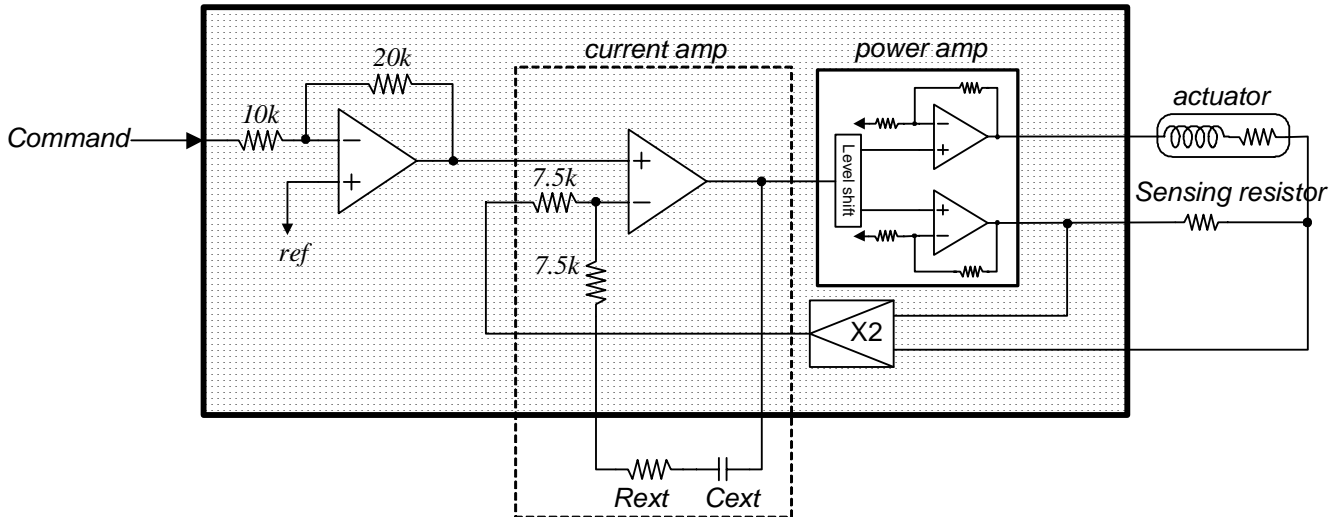 current amp
power amp
20k
10k
Command
ref
7.5k
7.5k
+
−
−
+
Level shift
−
+
+
−
actuator
Sensing resistor
X2
Rext
Cext